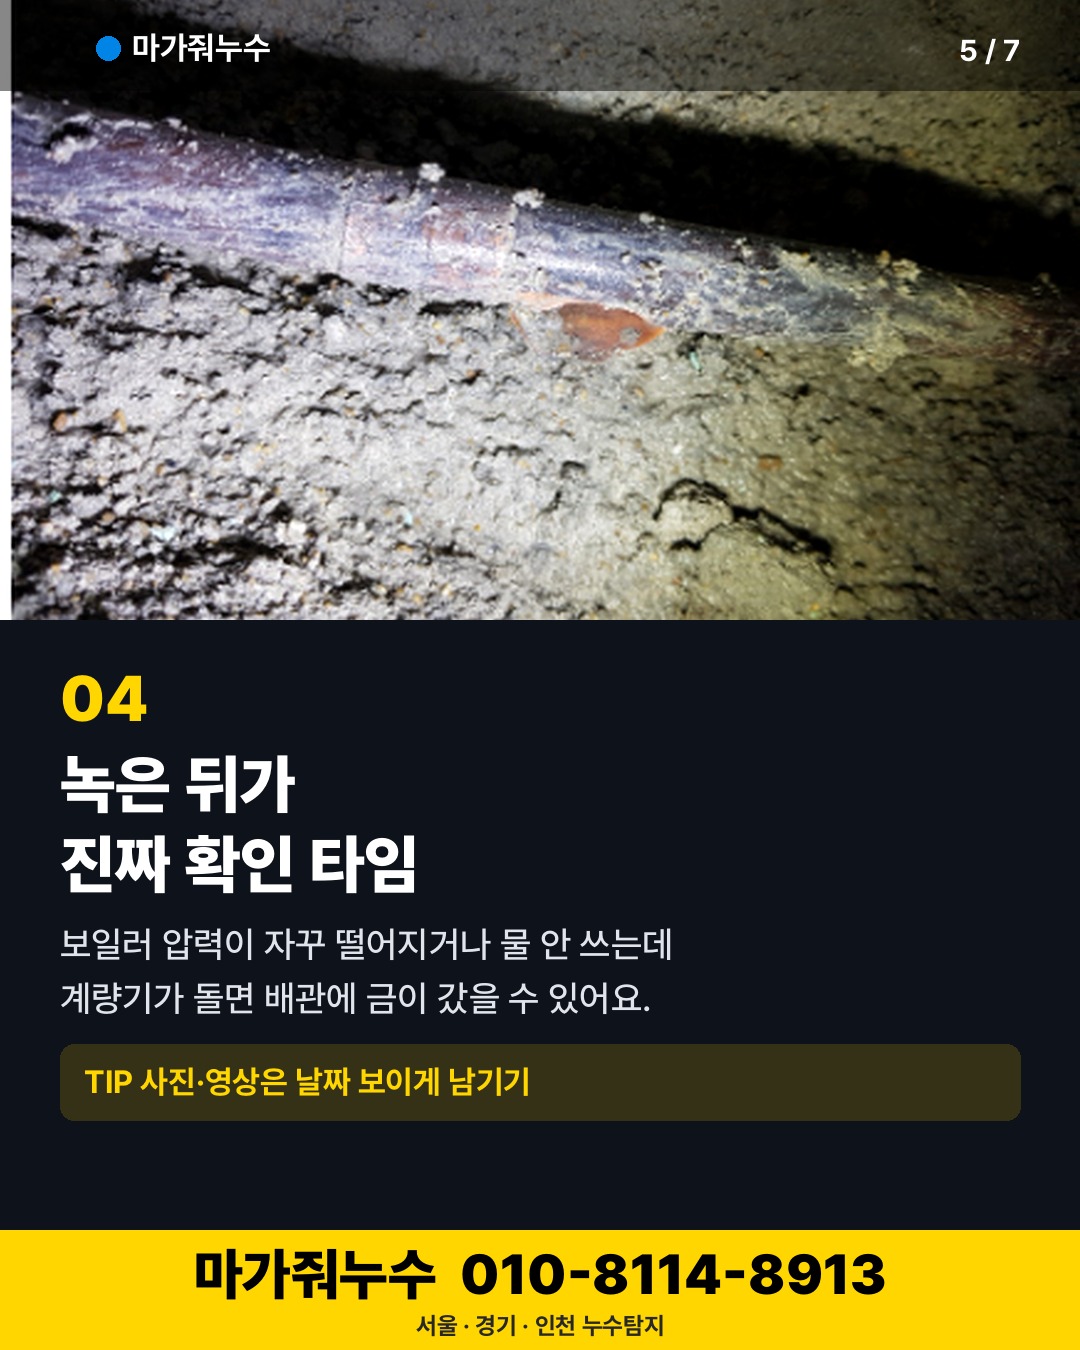 마가줘누수
5 / 7
04
녹은 뒤가
진짜 확인 타임
보일러 압력이 자꾸 떨어지거나 물 안 쓰는데
계량기가 돌면 배관에 금이 갔을 수 있어요.
TIP 사진·영상은 날짜 보이게 남기기
마가줘누수 010-8114-8913
서울 · 경기 · 인천 누수탐지